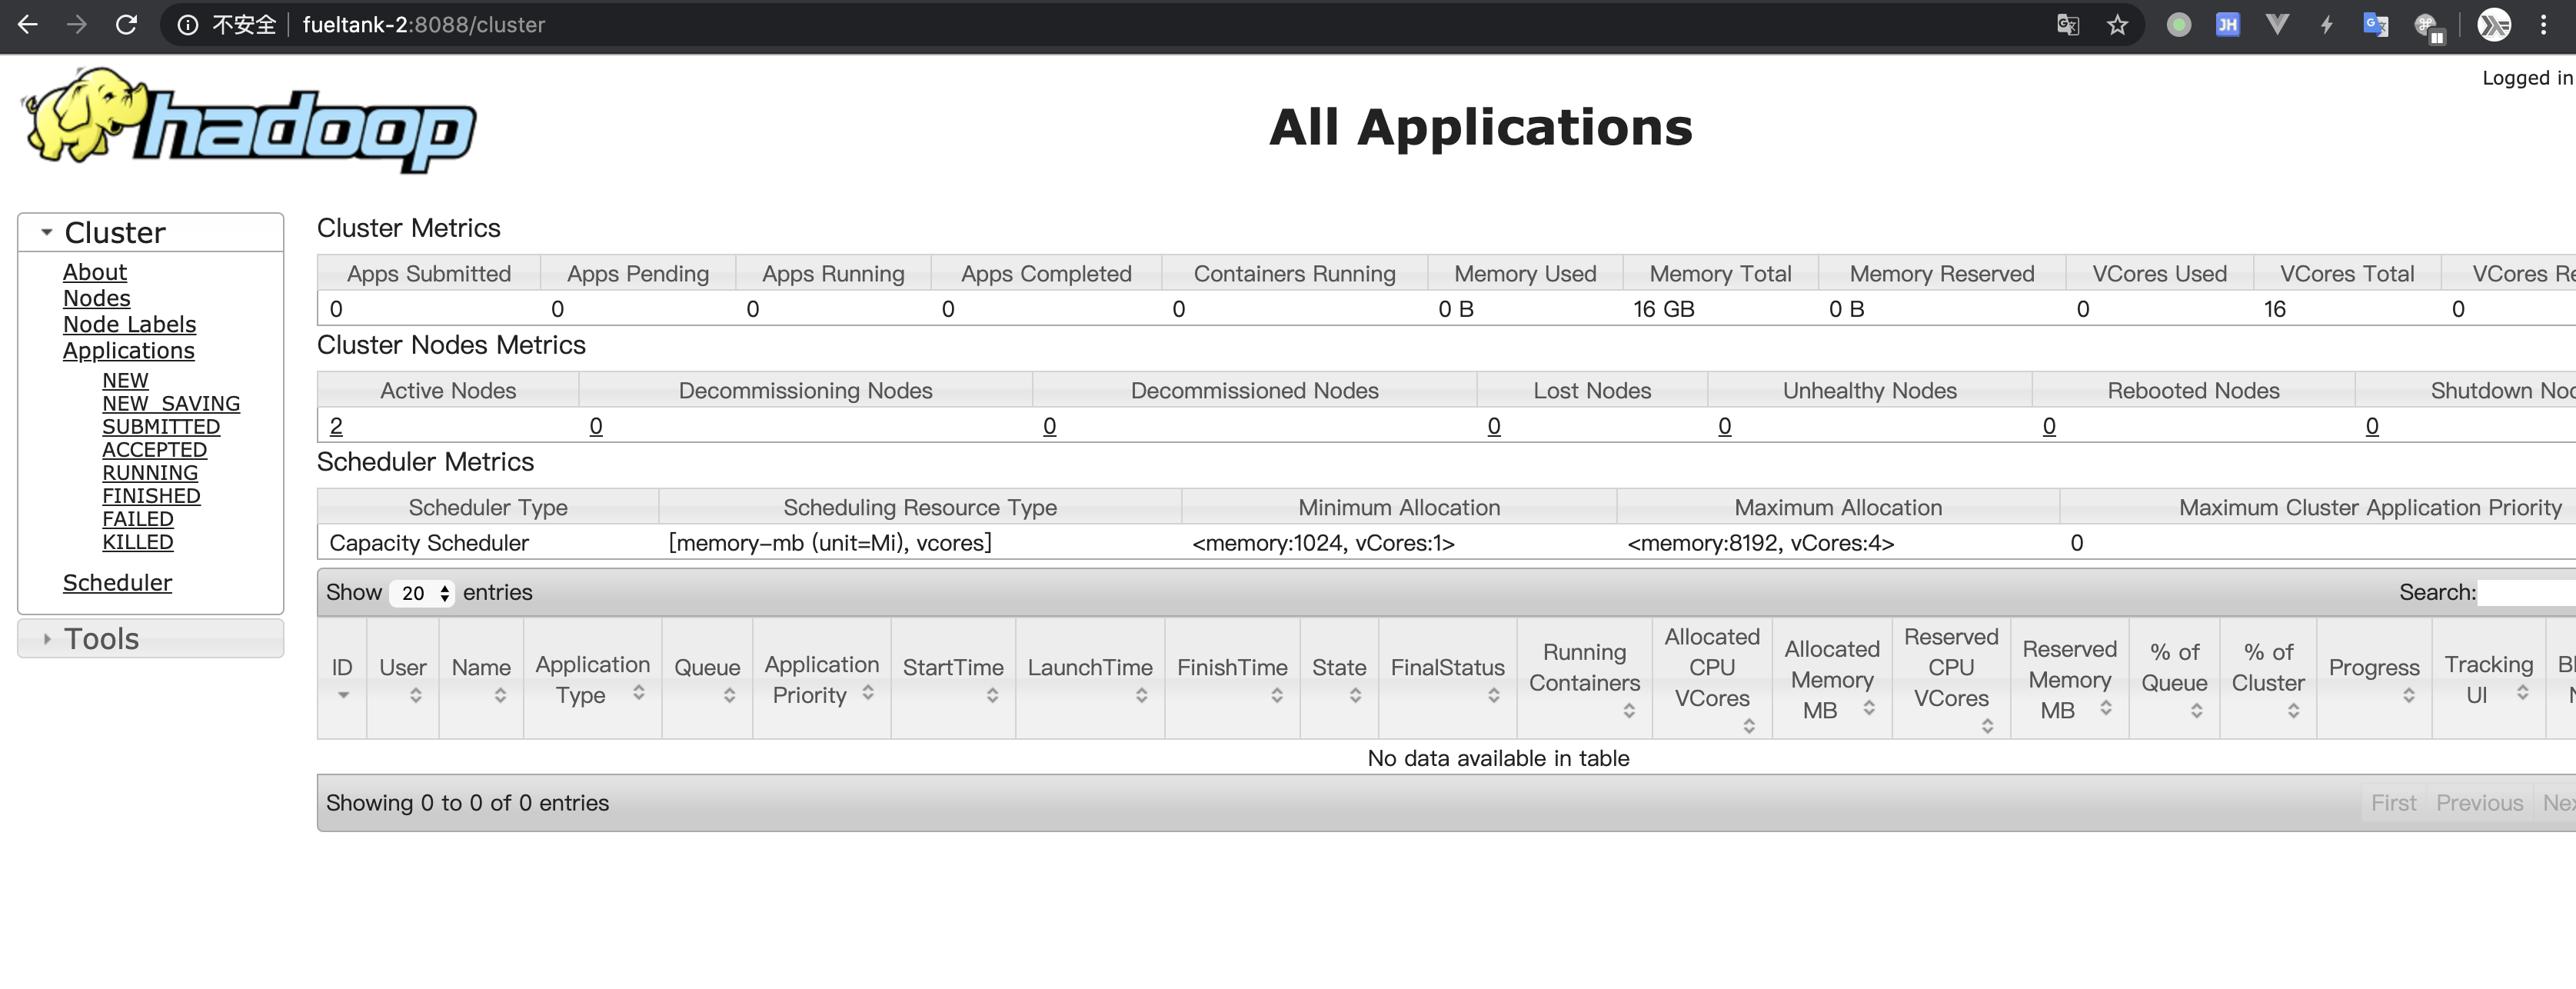 不安全 fueltank-2:8088/cluster
JH
hadoop
Logged in
All Applications
Cluster
About
Nodes
Node Labels
Applications
NEW
NEW_SAVING
SUBMITTED
ACCEPTED
RUNNING
FINISHED
FAILED
KILLED
Scheduler
Tools
Cluster Metrics
Apps Submitted Apps Pending Apps Running Apps Completed Containers Running Memory Used Memory Total Memory Reserved VCores Used VCores Total VCores Re
0 0 0 0 0 0 B 16 GB 0 B 0 16 0
Cluster Nodes Metrics
Active Nodes Decommissioning Nodes Decommissioned Nodes Lost Nodes Unhealthy Nodes Rebooted Nodes Shutdown Noc
2 0 0 0 0 0 0
Scheduler Metrics
Scheduler Type Scheduling Resource Type Minimum Allocation Maximum Allocation Maximum Cluster Application Priority
Capacity Scheduler [memory-mb (unit=Mi), vcores] <memory:1024, vCores:1> <memory:8192, vCores:4> 0
Show 20 entries Search:
ID User Name Application Type Queue Application Priority StartTime LaunchTime FinishTime State FinalStatus Running Containers Allocated CPU VCores Allocated Memory MB Reserved CPU VCores Reserved Memory MB % of Queue % of Cluster Progress Tracking UI
No data available in table
Showing 0 to 0 of 0 entries First Previous Nex